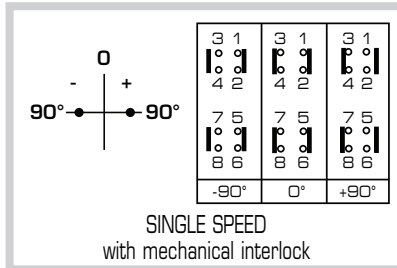 0
- +
90° 90°
3 1 3 1 3 1
4 2 4 2 4 2
7 5 7 5 7 5
8 6 8 6 8 6
-90° 0° +90°
SINGLE SPEED
with mechanical interlock